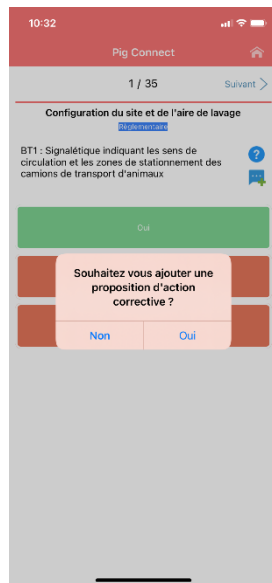 10:32
Pig Connect
1 / 35
Suivant >
Configuration du site et de l'aire de lavage
Réglementaire
BT1 : Signalétique indiquant les sens de
circulation et les zones de stationnement des
camions de transport d'animaux
?
Oui
Souhaitez vous ajouter une
proposition d'action
corrective ?
Non
Oui